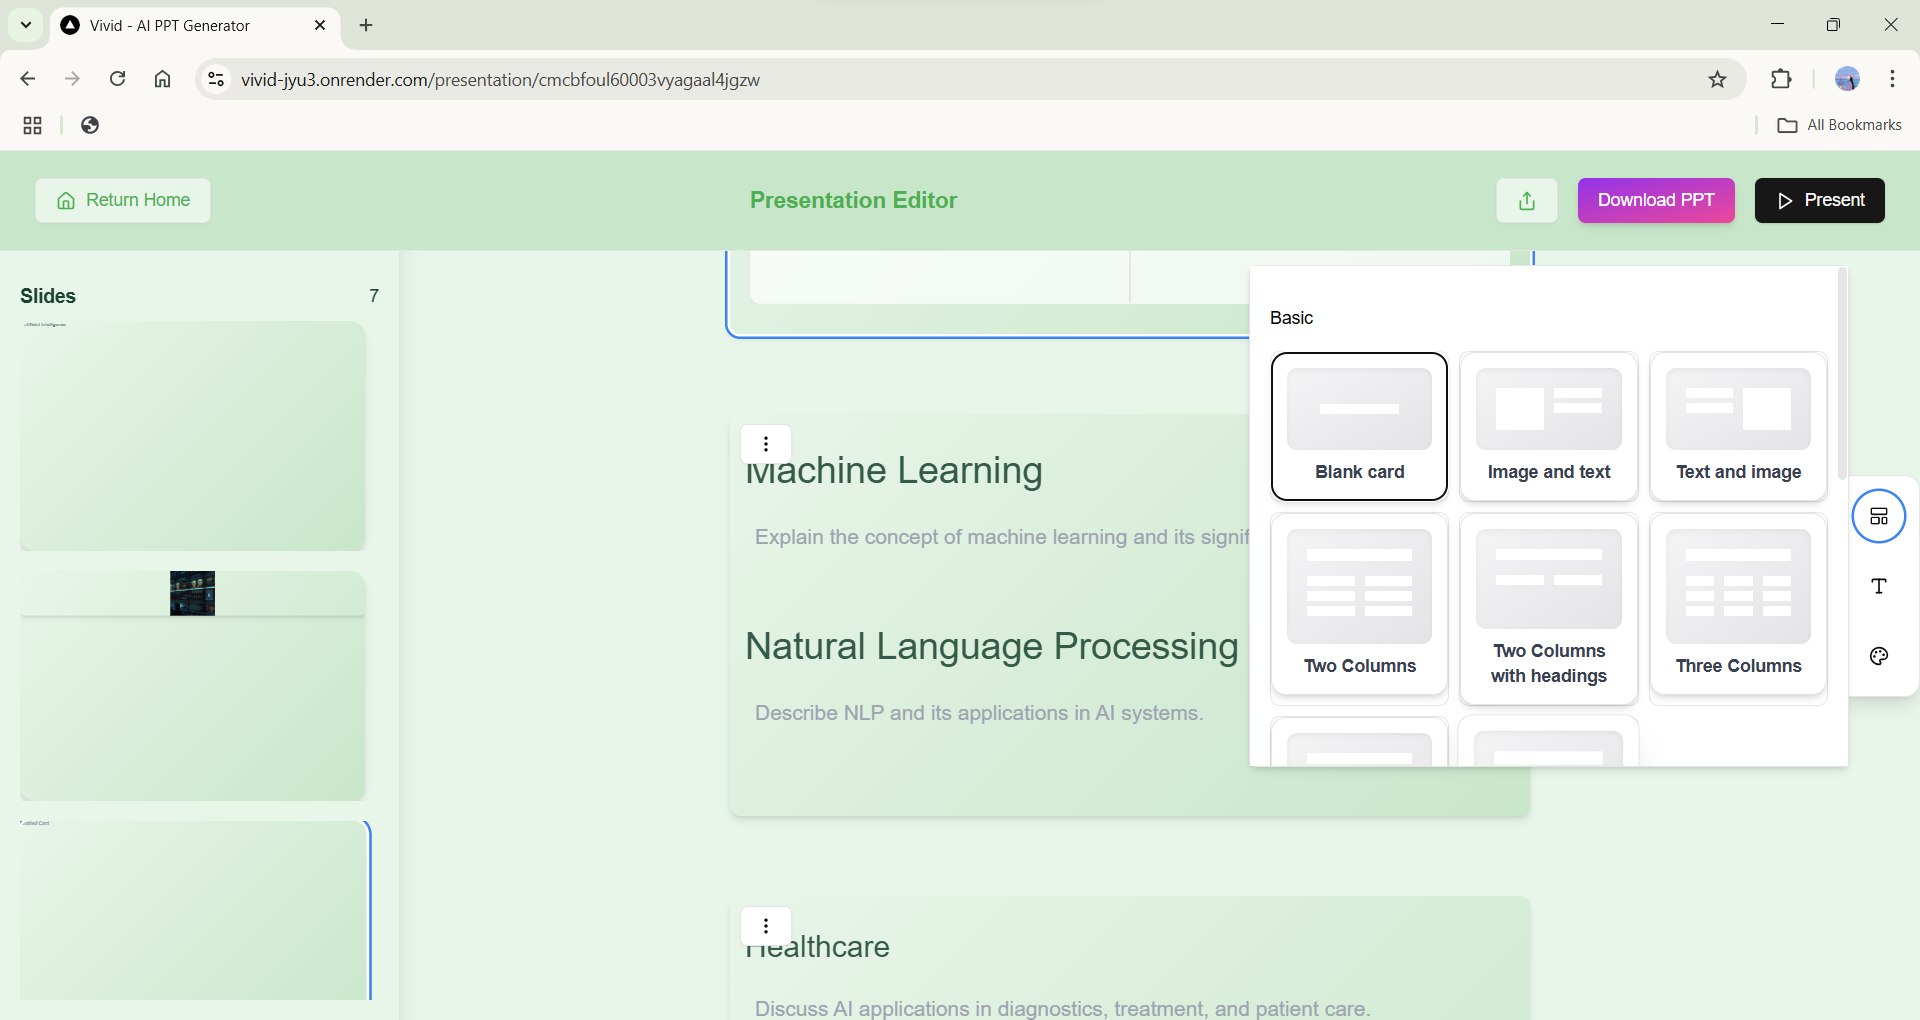 Vivid - AI PPT Generator
vivid-jyu3.onrender.com/presentation/cmcbfoul60003vyagaal4jgzw
All Bookmarks
Return Home
Presentation Editor
Download PPT
Present
Slides
7
Machine Learning
Explain the concept of machine learning and its signif
Natural Language Processing
Describe NLP and its applications in AI systems.
Healthcare
Discuss AI applications in diagnostics, treatment, and patient care.
Basic
Blank card
Image and text
Text and image
Two Columns
Two Columns
with headings
Three Columns
T